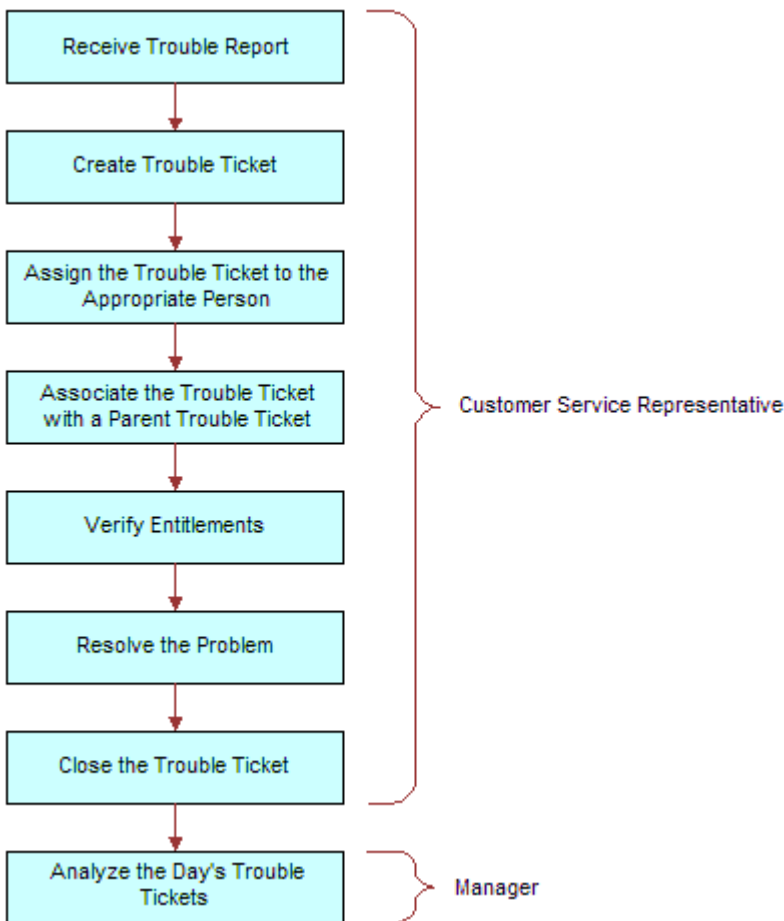 Receive Trouble Report
Create Trouble Ticket
Assign the Trouble Ticket to the
Appropriate Person
Associate the Trouble Ticket
with a Parent Trouble Ticket
Customer Service Representative
Verify Entitlements
Resolve the Problem
Close the Trouble Ticket
Analyze the Day's Trouble
Tickets
Manager